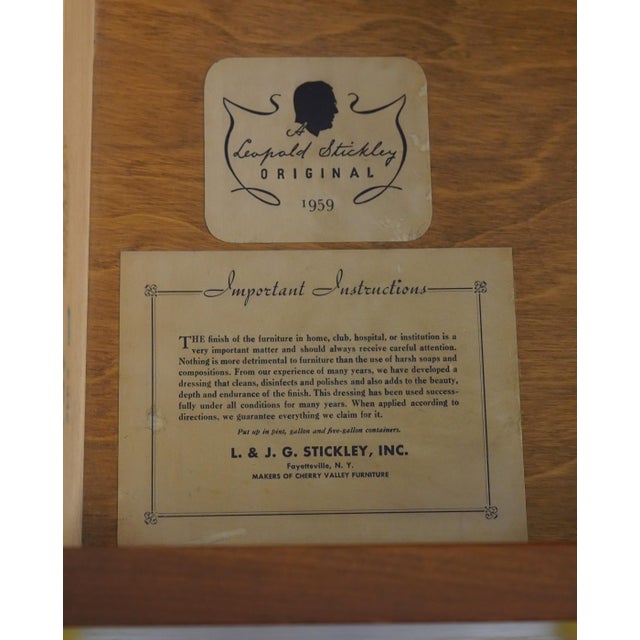 A
Leopold Stickley
ORIGINAL
1959
Important Instructions
THE finish of the furniture in home, club, hospital, or institution is a
very important matter and should always receive careful attention.
Nothing is more detrimental to furniture than the use of harsh soaps and
compositions. From our experience of many years, we have developed a
dressing that cleans, disinfects and polishes and also adds to the beauty,
depth and endurance of the finish. This dressing has been used success-
fully under all conditions for many years. When applied according to
directions, we guarantee everything we claim for it.
Put up in pint, gallon and five-gallon containers.
L. & J. G. STICKLEY, INC.
Fayetteville, N. Y.
MAKERS OF CHERRY VALLEY FURNITURE